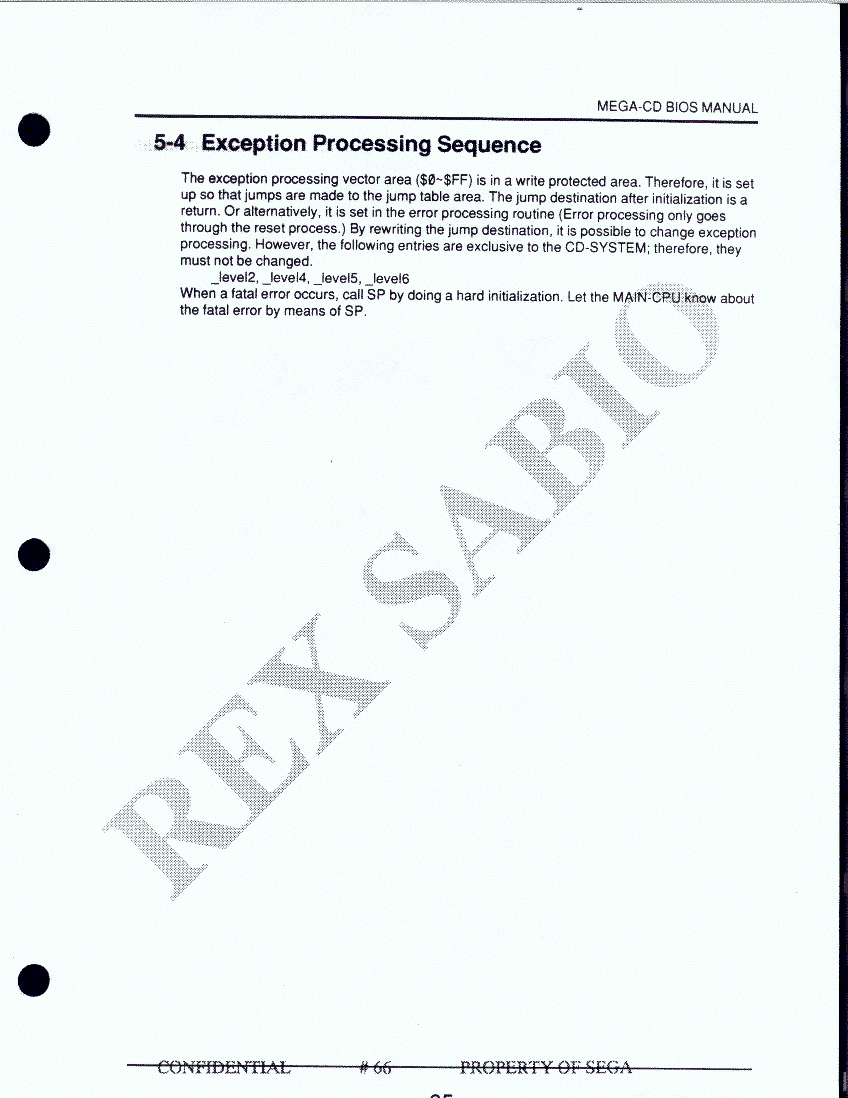 MEGA-CD BIOS MANUAL
5-4 Exception Processing Sequence
The exception processing vector area ($0~$FF) is in a write protected area. Therefore, it is set
up so that jumps are made to the jump table area. The jump destination after initialization is a
return. Or alternatively, it is set in the error processing routine (Error processing only goes
through the reset process.) By rewriting the jump destination, it is possible to change exception
processing. However, the following entries are exclusive to the CD-SYSTEM; therefore, they
must not be changed.
_level2, _level4, _level5, _level6
When a fatal error occurs, call SP by doing a hard initialization. Let the MAIN-CPU know about
the fatal error by means of SP.
REX SABIO
CONFIDENTIAL # 66 PROPERTY OF SEGA